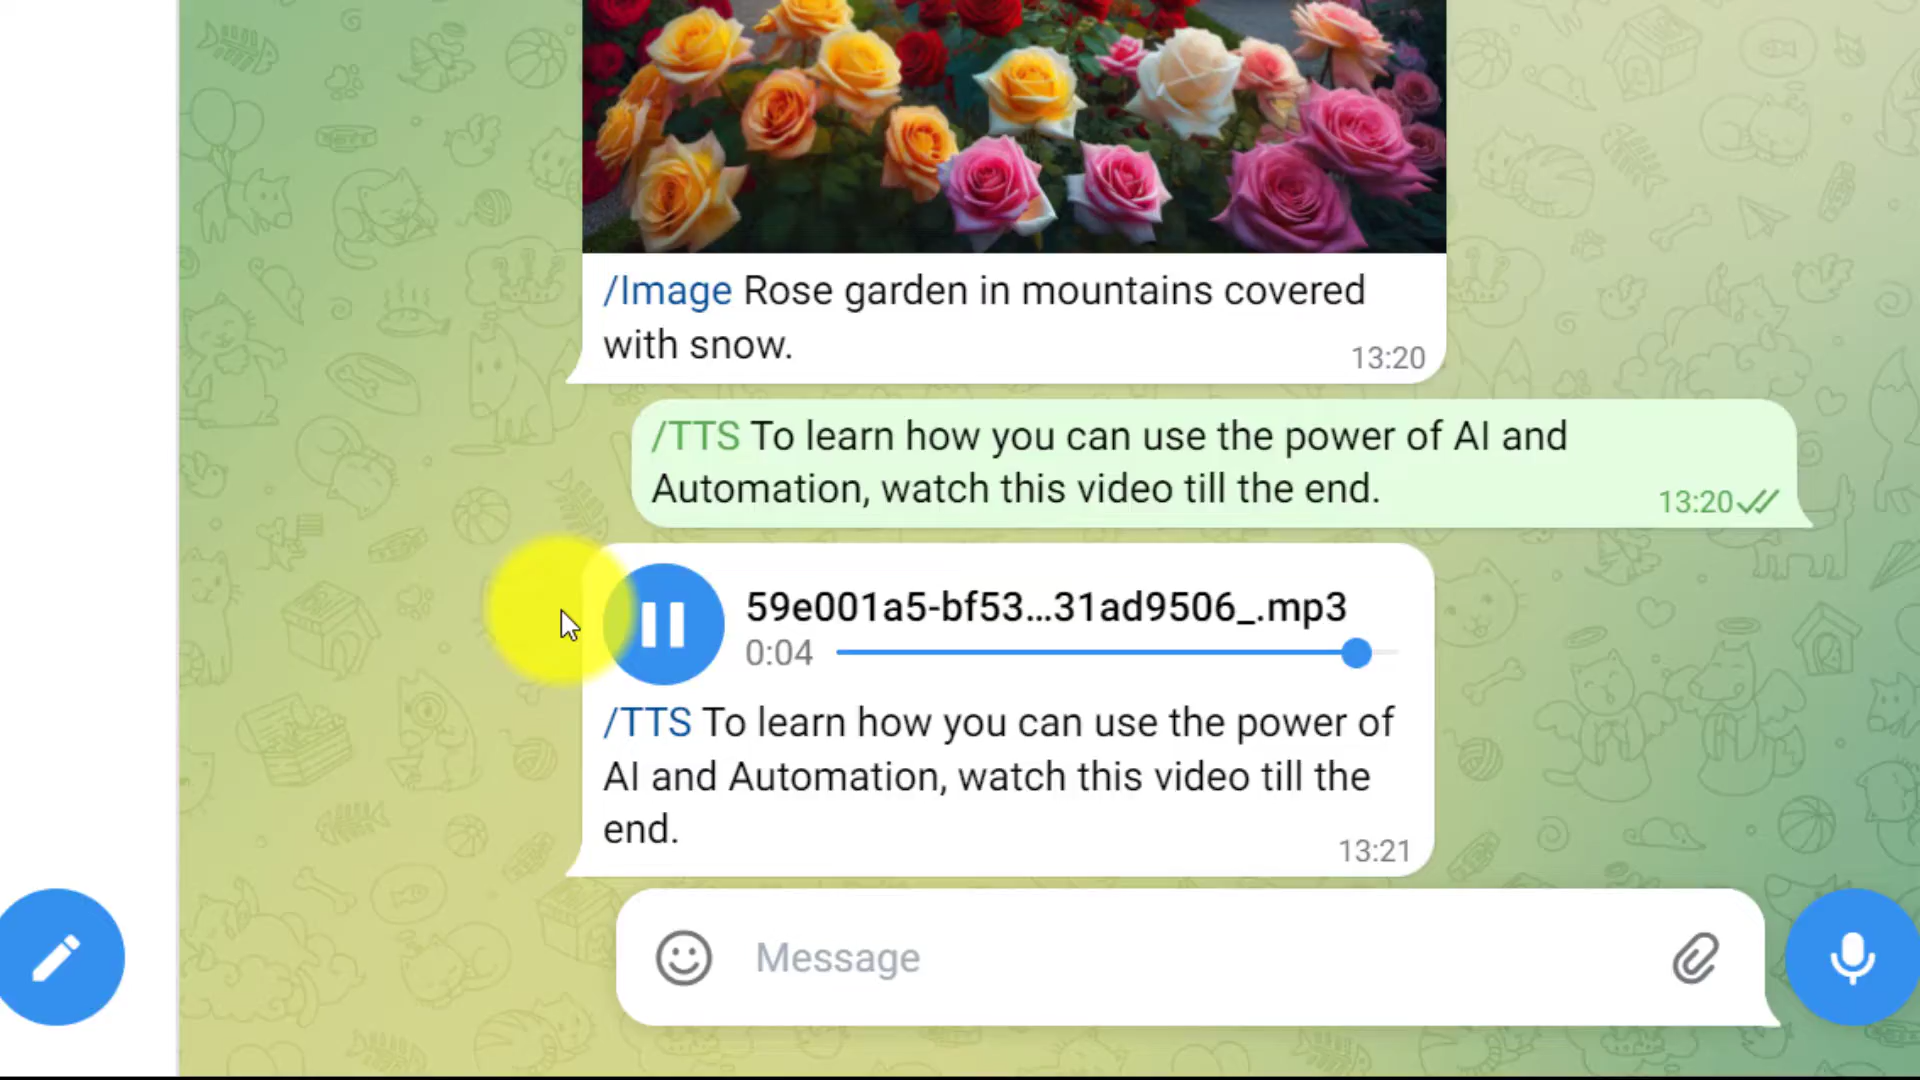 /Image Rose garden in mountains covered
with snow.
13:20
/TTS To learn how you can use the power of AI and
Automation, watch this video till the end.
13:20
59e001a5-bf53...31ad9506_.mp3
0:04
/TTS To learn how you can use the power of
AI and Automation, watch this video till the
end.
13:21
Message